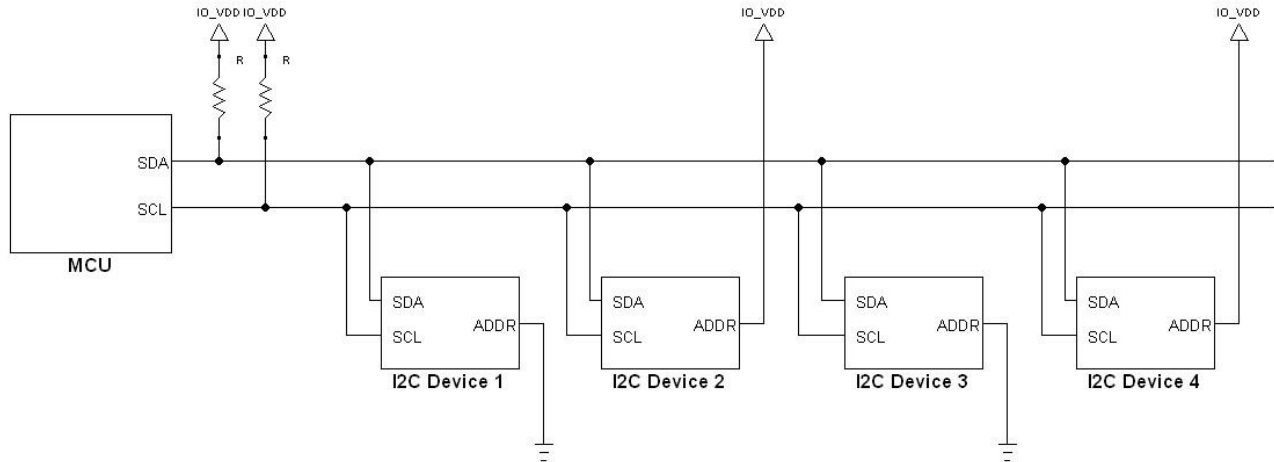 IO_VDD IO_VDD IO_VDD IO_VDD
R R
SDA
SCL
MCU
SDA SDA SDA SDA
ADDR ADDR ADDR ADDR
SCL SCL SCL SCL
I2C Device 1 I2C Device 2 I2C Device 3 I2C Device 4